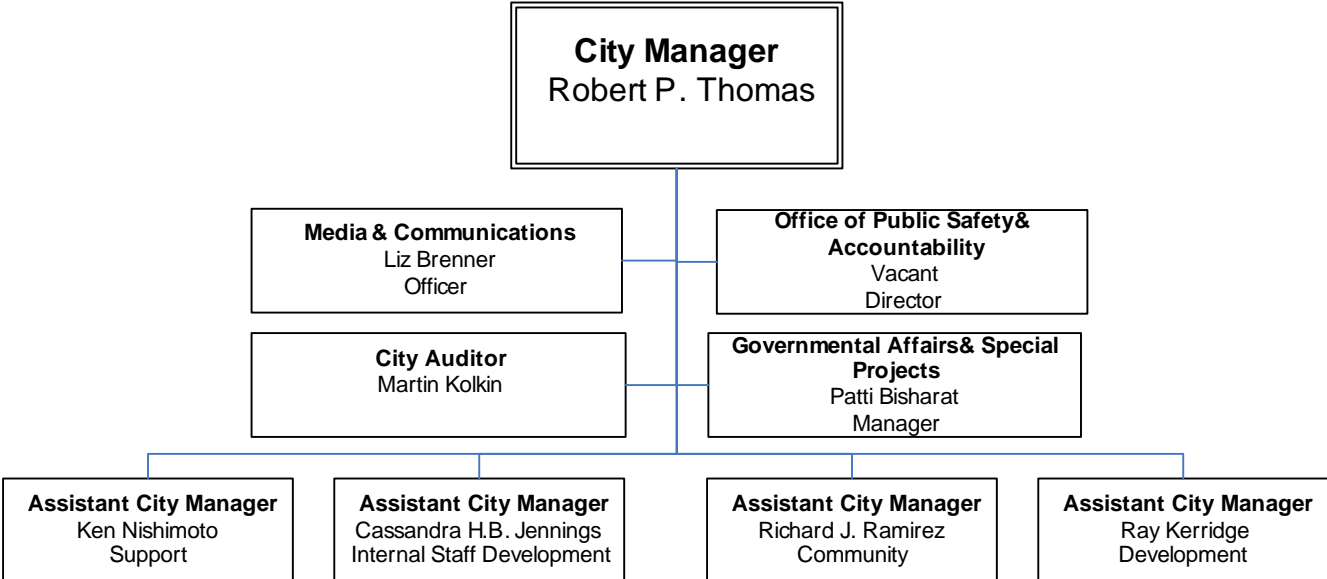 City Manager
Robert P. Thomas
Media & Communications
Liz Brenner
Officer
Office of Public Safety&
Accountability
Vacant
Director
City Auditor
Martin Kolkin
Governmental Affairs& Special
Projects
Patti Bisharat
Manager
Assistant City Manager
Ken Nishimoto
Support
Assistant City Manager
Cassandra H.B. Jennings
Internal Staff Development
Assistant City Manager
Richard J. Ramirez
Community
Assistant City Manager
Ray Kerridge
Development